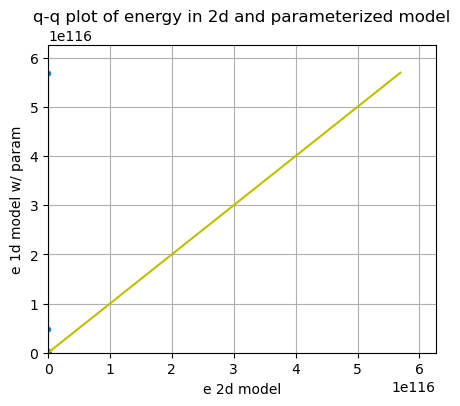 q-q plot of energy in 2d and parameterized model
1e116
6
5
4
3
2
1
0
e 1d model w/ param
0 1 2 3 4 5 6
1e116
e 2d model